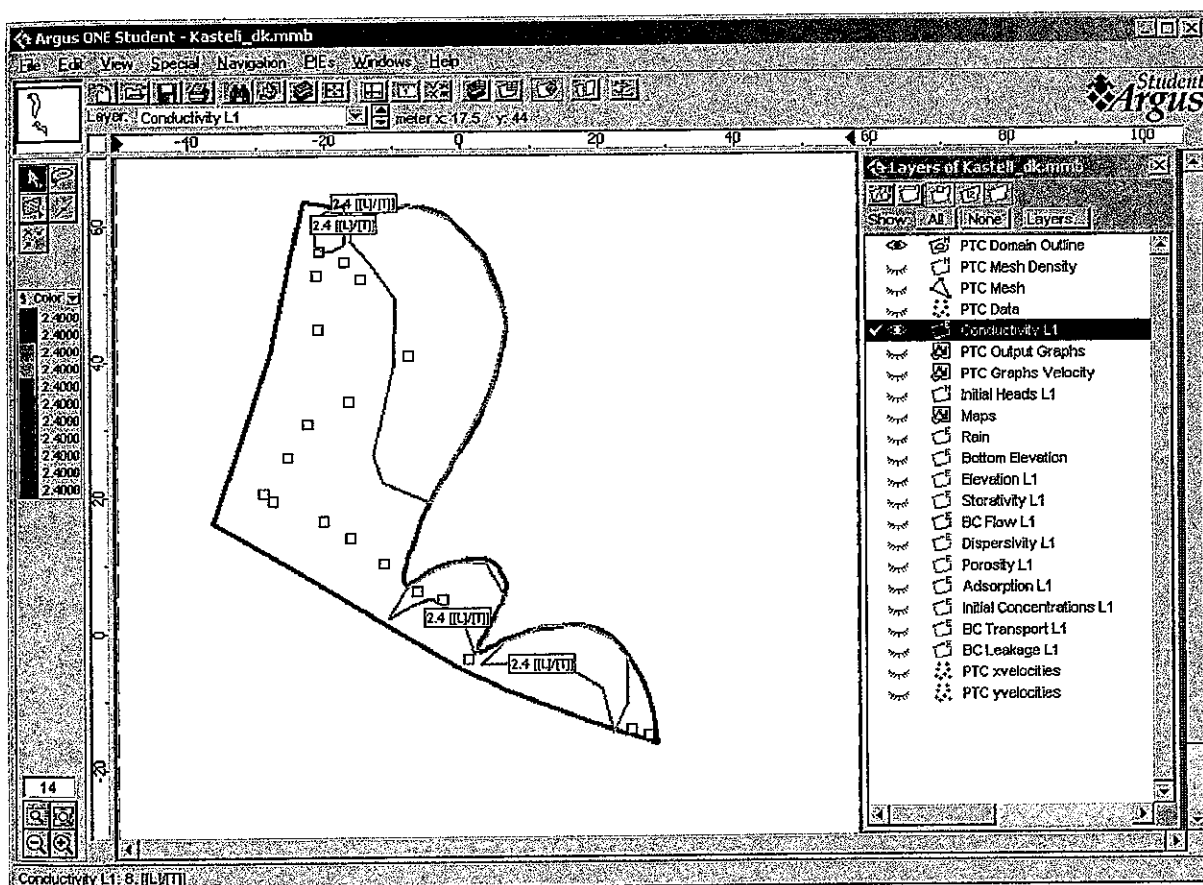 Argus ONE Student - Kasteli_dk.mmb
File Edit View Special Navigation PIEs Windows Help
Student
Argus
Layer: Conductivity L1 meter x: 17.5 y: 44
-40 -20 0 20 40 60 80 100
60
40
20
0
-20
Color
2.4000
2.4000
2.4000
2.4000
2.4000
2.4000
2.4000
2.4000
2.4000
2.4000
2.4000
14
2.4 [[L]/[T]]
2.4 [[L]/[T]]
2.4 [[L]/[T]]
2.4 [[L]/[T]]
Layers of Kasteli_dk.mmb
Show: All None Layers...
PTC Domain Outline
PTC Mesh Density
PTC Mesh
PTC Data
Conductivity L1
PTC Output Graphs
PTC Graphs Velocity
Initial Heads L1
Maps
Rain
Bottom Elevation
Elevation L1
Storativity L1
BC Flow L1
Dispersivity L1
Porosity L1
Adsorption L1
Initial Concentrations L1
BC Transport L1
BC Leakage L1
PTC xvelocities
PTC yvelocities
Conductivity L1: 8. [[L]/[T]]